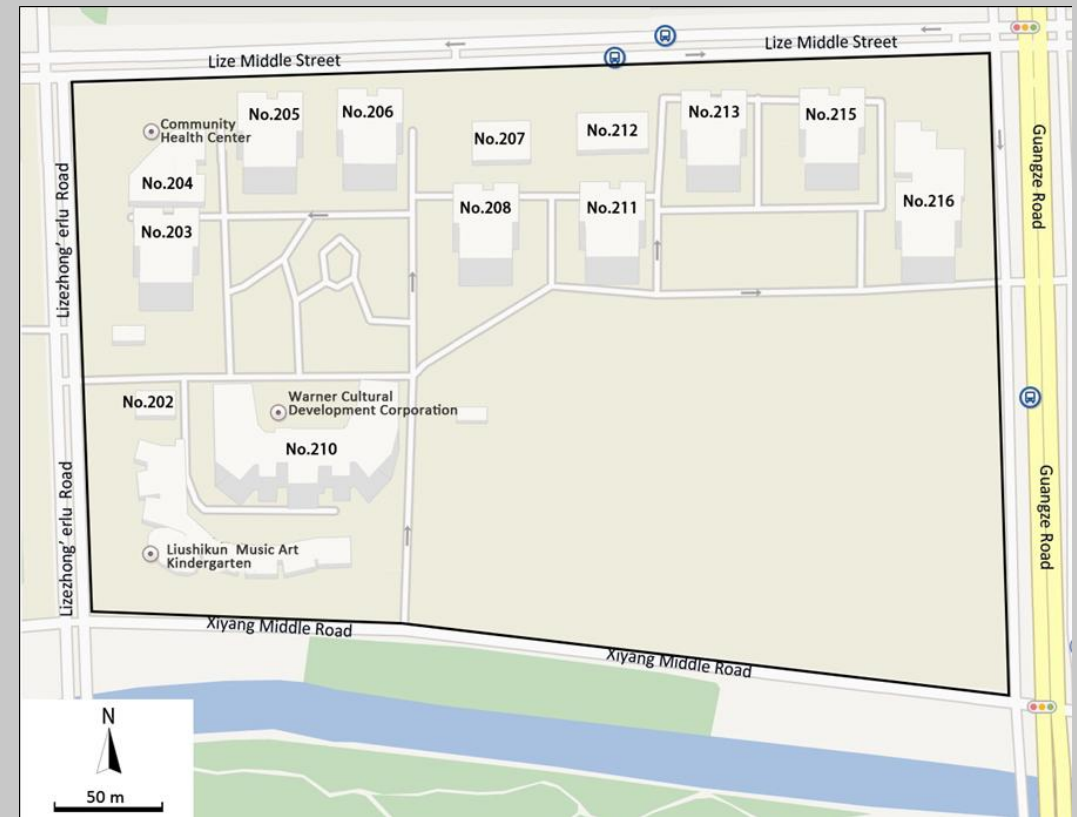 Lize Middle Street
Lize Middle Street
Community
Health Center
No.205
No.206
No.207
No.212
No.213
No.215
No.204
No.203
No.208
No.211
No.216
Guangze Road
Lizezhong' erlu Road
No.202
Warner Cultural
Development Corporation
No.210
Lizezhong' erlu Road
Guangze Road
Liushikun Music Art
Kindergarten
Xiyang Middle Road
Xiyang Middle Road
N
50 m